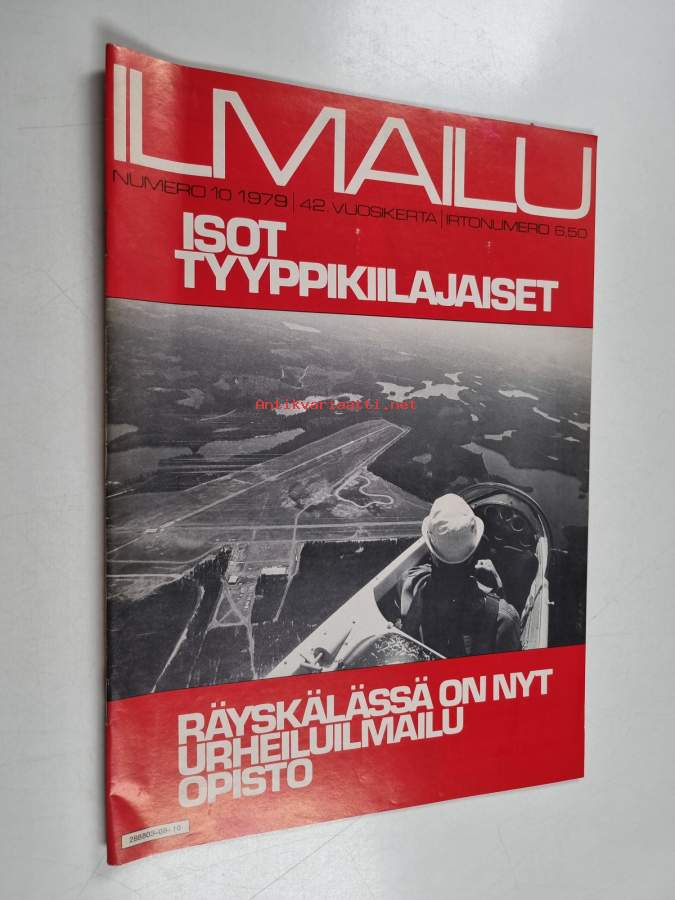 ILMAILU
NUMERO 10 1979 | 42. VUOSIKERTA | IRTONUMERO 6,50
ISOT
TYYPPIKIILAJAISET
Antikvariaatti.net
RÄYSKÄLÄSSÄ ON NYT
URHEILUILMAILU
OPISTO
288803-09-10